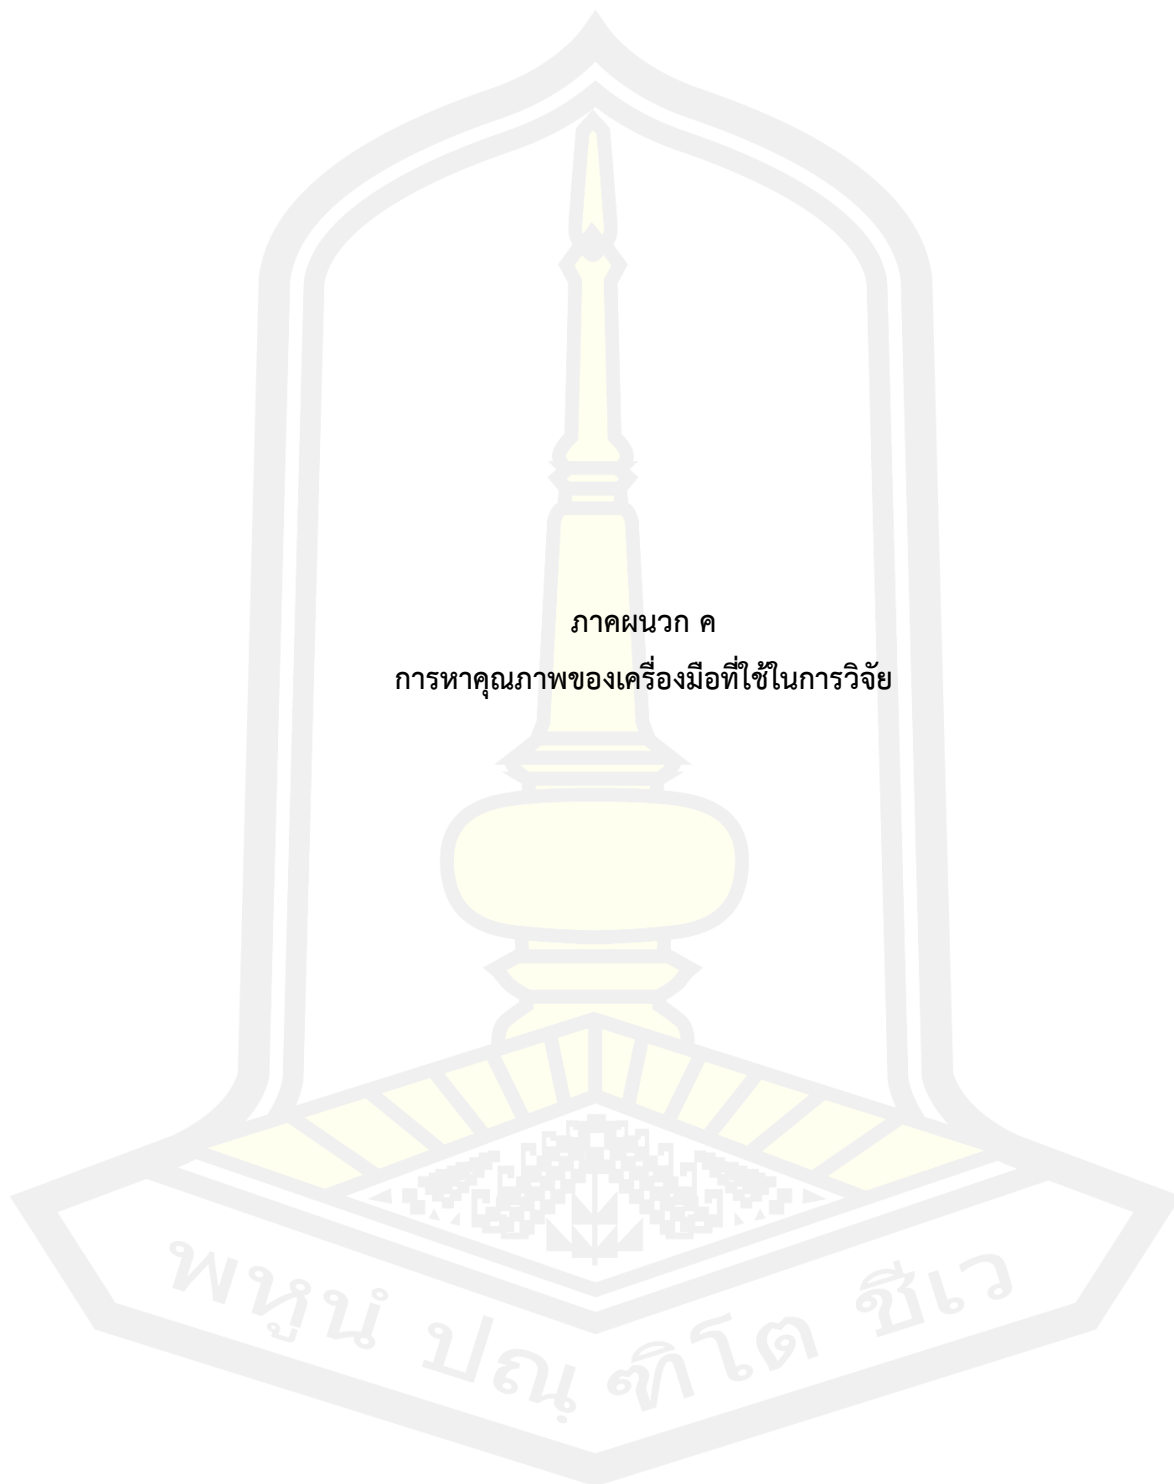 ภาคผนวก ค
การหาคุณภาพของเครื่องมือที่ใช้ในการวิจัย
พหูนํ ปณฺฑิโต ชีเว